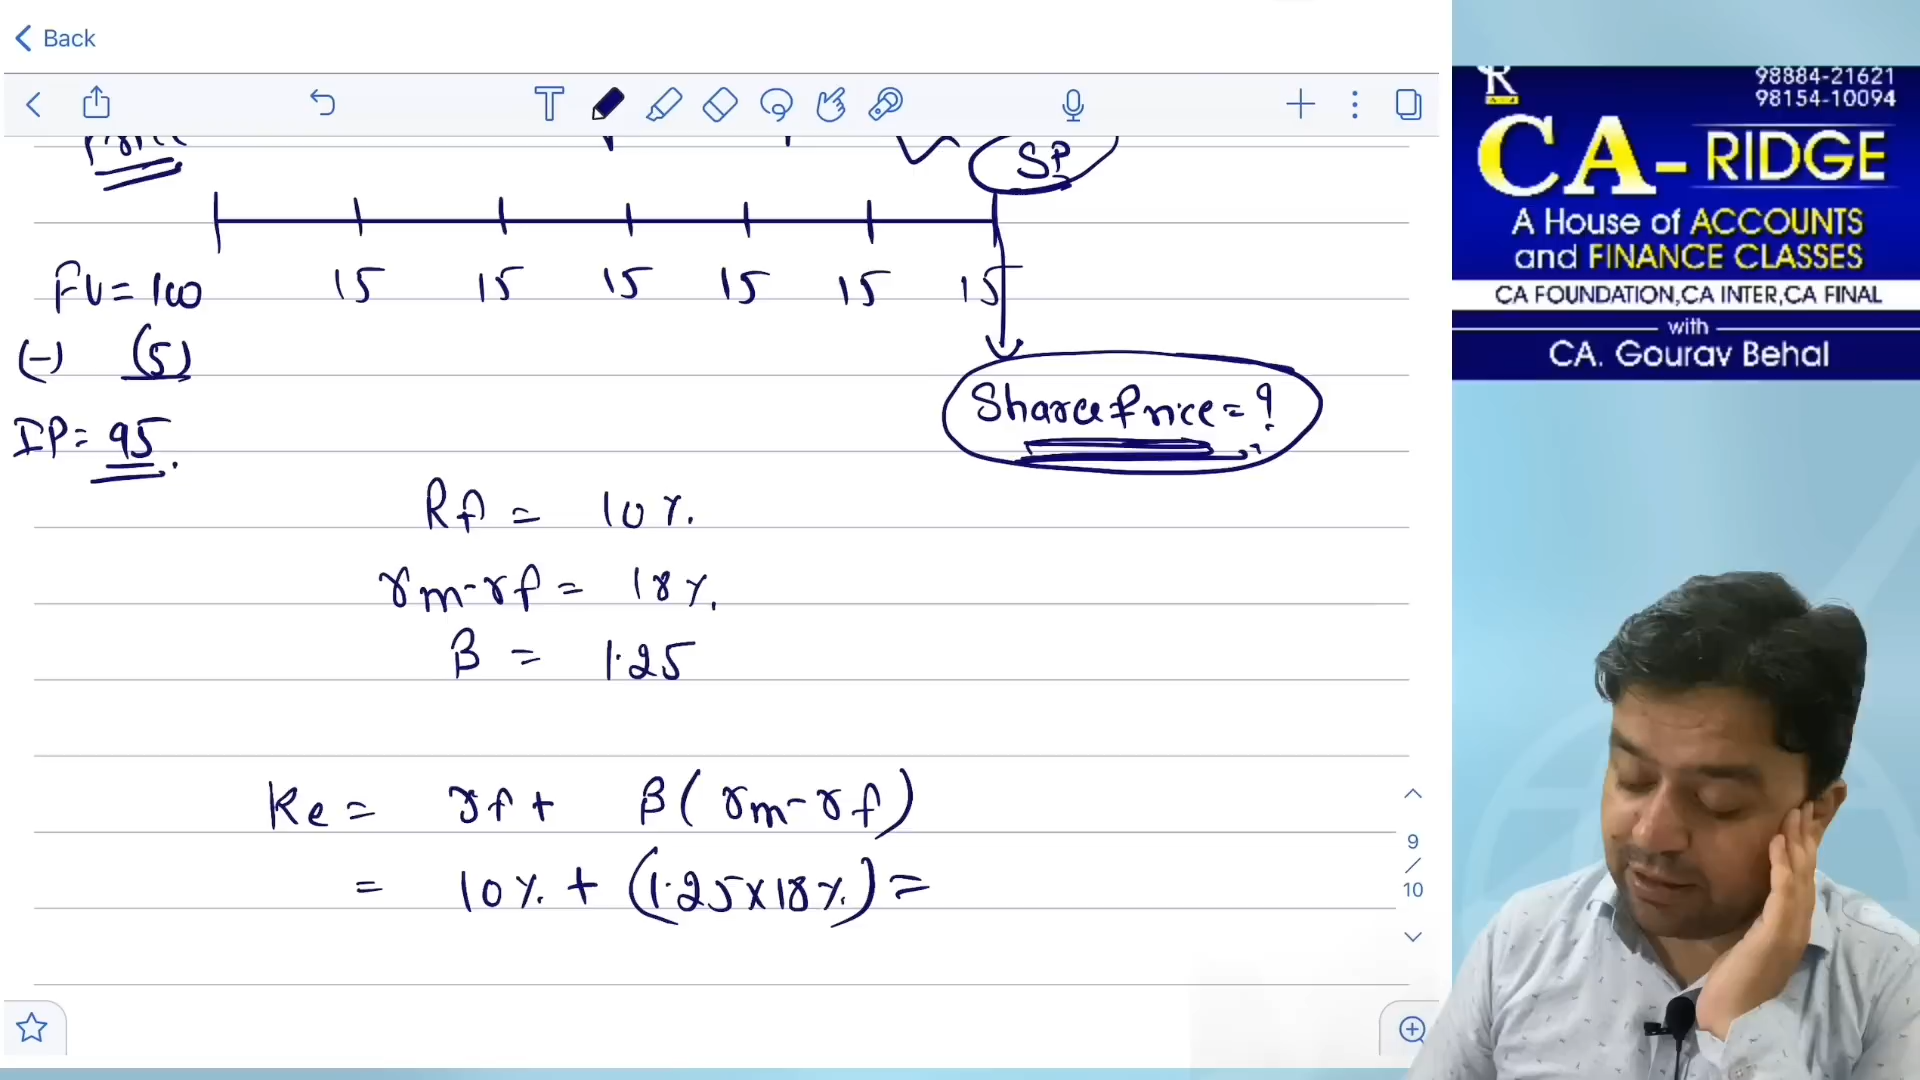 Back
SP
15 15 15 15 15 15
FV = 100
(-) (5)
IP = 95.
Share Price = ?
Rf = 10%.
rm-rf = 18%.
β = 1.25
Ke = rf + β(rm-rf)
= 10% + (1.25x18%) =
9
/
10
R
98884-21621
98154-10094
CA-RIDGE
A House of ACCOUNTS
and FINANCE CLASSES
CA FOUNDATION,CA INTER,CA FINAL
with
CA. Gourav Behal